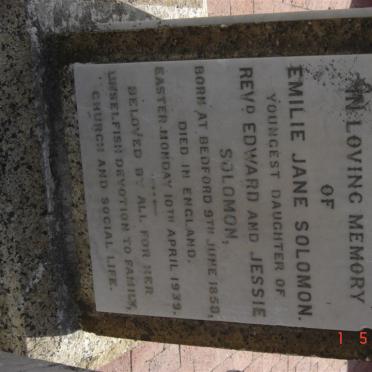 IN LOVING MEMORY
OF
EMILIE JANE SOLOMON.
YOUNGEST DAUGHTER OF
REVD EDWARD AND JESSIE
SOLOMON,
BORN AT BEDFORD 9TH JUNE 1858,
DIED IN ENGLAND.
EASTER MONDAY 10TH APRIL 1939.
BELOVED BY ALL FOR HER
UNSELFISH DEVOTION TO FAMILY,
CHURCH AND SOCIAL LIFE.
1 5